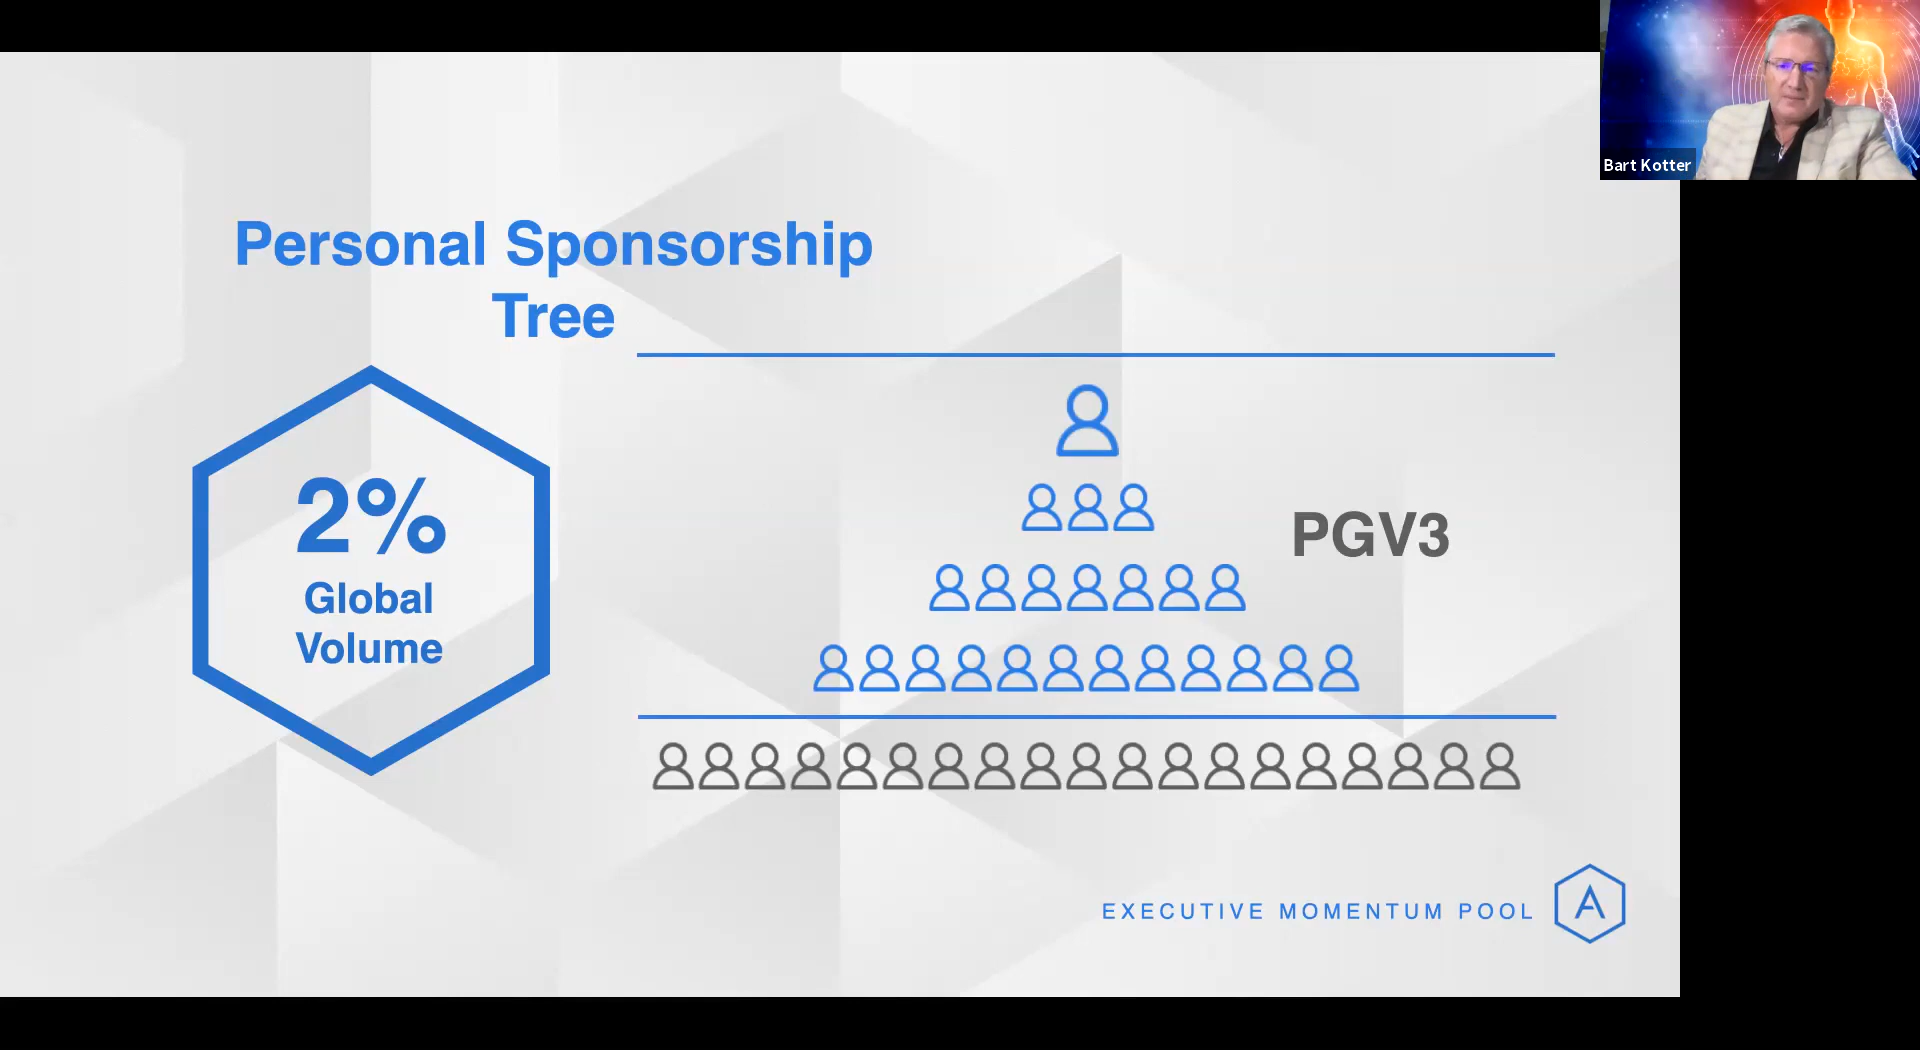 Bart Kotter
Personal Sponsorship
Tree
2%
Global
Volume
PGV3
EXECUTIVE MOMENTUM POOL
A